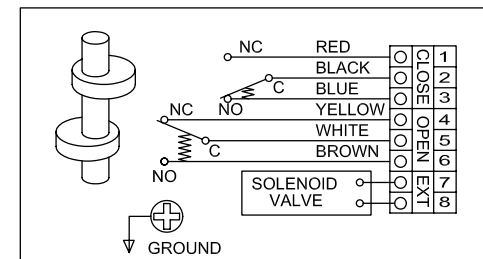 NC RED 1
BLACK 2
C BLUE 3
NO
CLOSE
NC YELLOW 4
WHITE 5
C BROWN 6
NO
OPEN
SOLENOID VALVE 7
8
EXT
GROUND